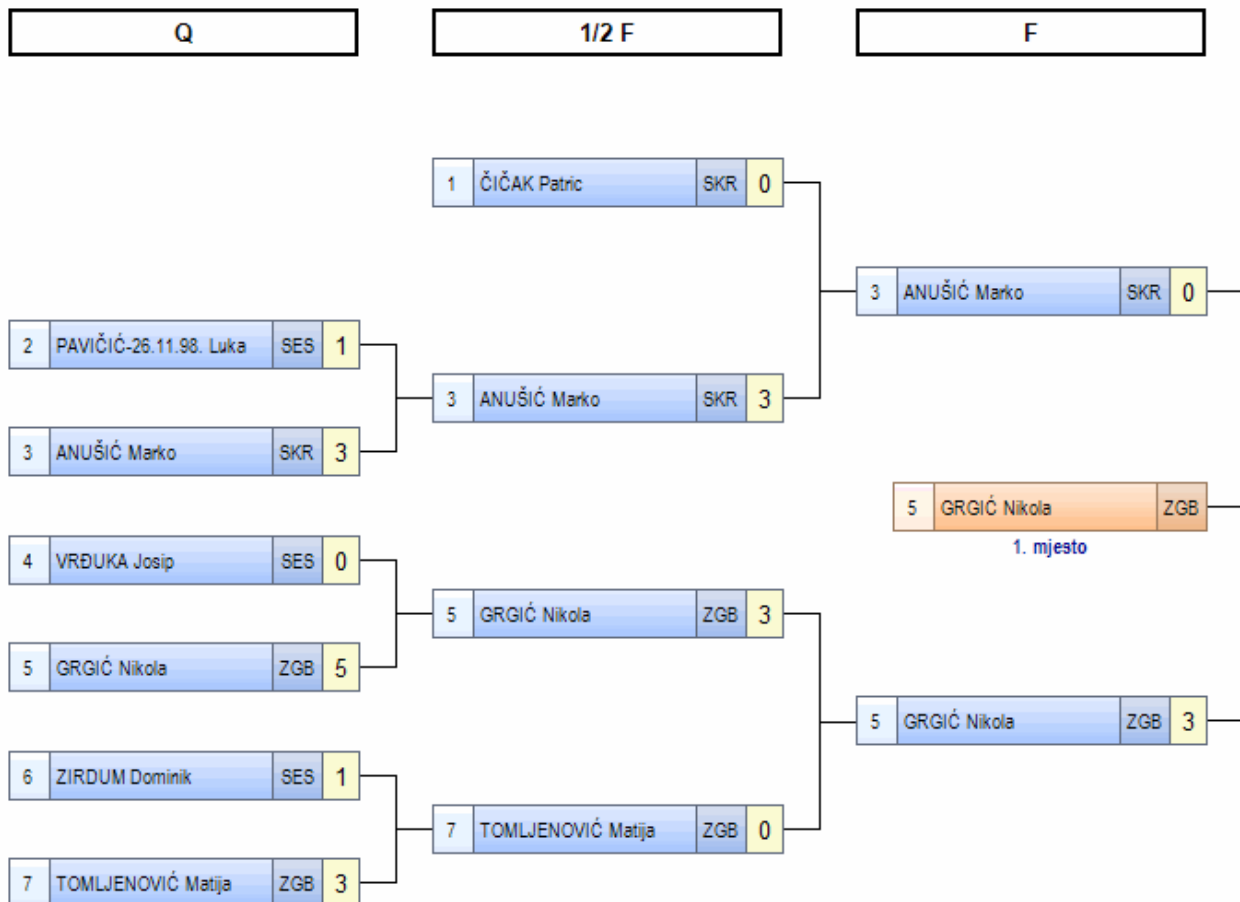 Q 1/2 F F
1 ČIČAK Patric SKR 0
3 ANUŠIĆ Marko SKR 0
2 PAVIČIĆ-26.11.98. Luka SES 1
3 ANUŠIĆ Marko SKR 3
3 ANUŠIĆ Marko SKR 3
5 GRGIĆ Nikola ZGB
1. mjesto
4 VRĐUKA Josip SES 0
5 GRGIĆ Nikola ZGB 3
5 GRGIĆ Nikola ZGB 5
5 GRGIĆ Nikola ZGB 3
6 ZIRDUM Dominik SES 1
7 TOMLJENOVIĆ Matija ZGB 0
7 TOMLJENOVIĆ Matija ZGB 3